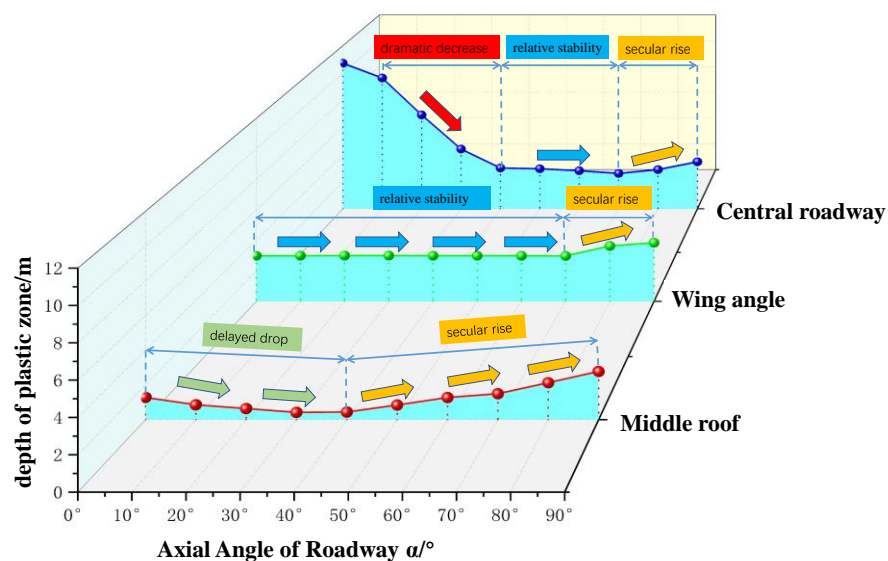 dramatic decrease
relative stability
secular rise
relative stability
secular rise
Central roadway
Wing angle
delayed drop
secular rise
Middle roof
depth of plastic zone/m
12
10
8
6
4
2
0
0° 10° 20° 30° 40° 50° 60° 70° 80° 90°
Axial Angle of Roadway α/°